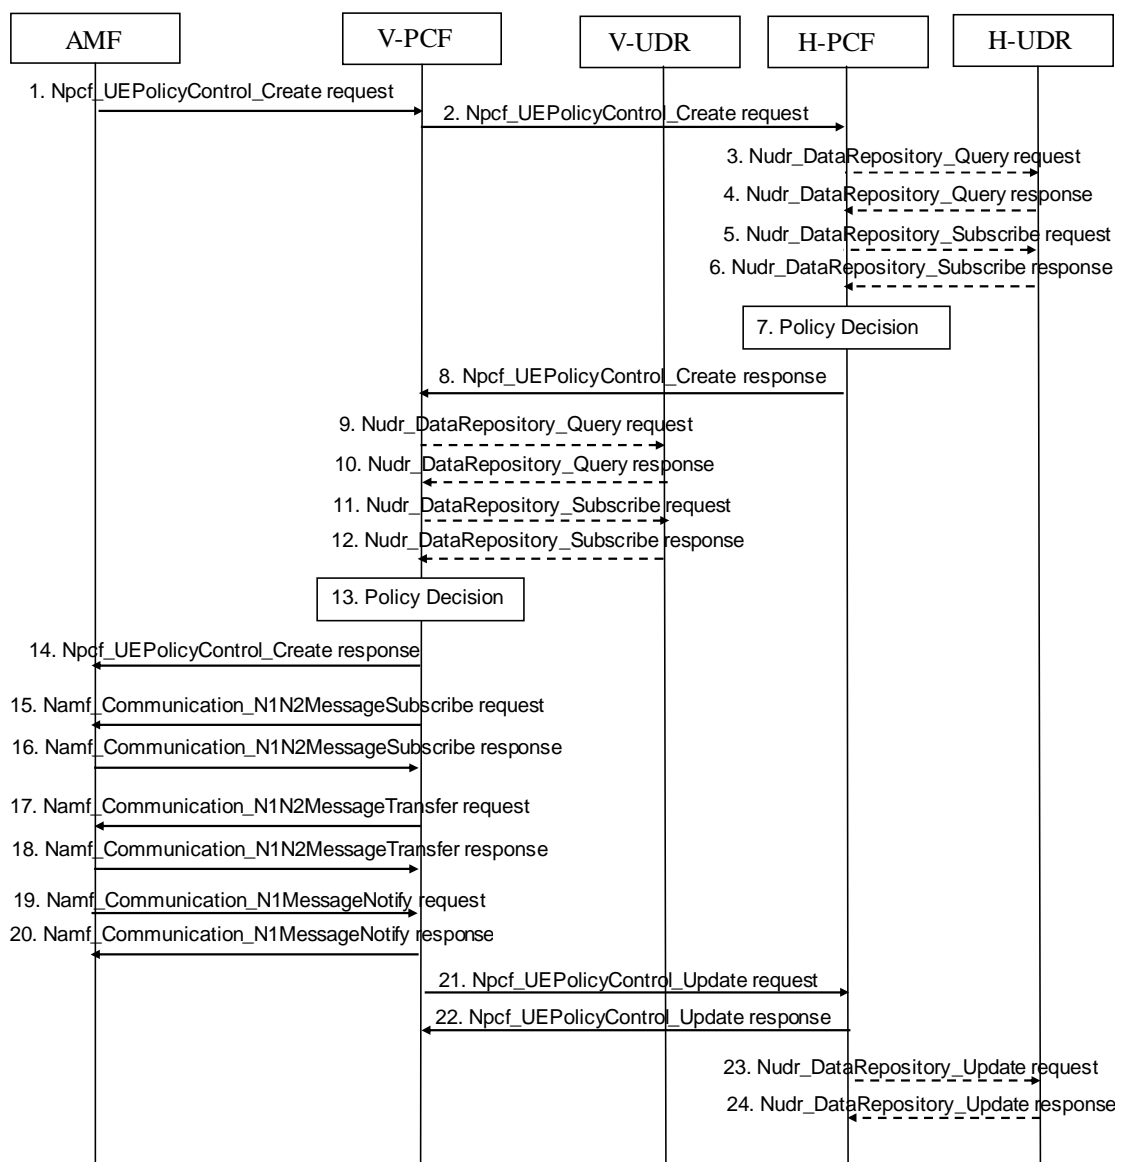 AMF
V-PCF
V-UDR
H-PCF
H-UDR
1. Npcf_UEPolicyControl_Create request
2. Npcf_UEPolicyControl_Create request
3. Nudr_DataRepository_Query request
4. Nudr_DataRepository_Query response
5. Nudr_DataRepository_Subscribe request
6. Nudr_DataRepository_Subscribe response
7. Policy Decision
8. Npcf_UEPolicyControl_Create response
9. Nudr_DataRepository_Query request
10. Nudr_DataRepository_Query response
11. Nudr_DataRepository_Subscribe request
12. Nudr_DataRepository_Subscribe response
13. Policy Decision
14. Npcf_UEPolicyControl_Create response
15. Namf_Communication_N1N2MessageSubscribe request
16. Namf_Communication_N1N2MessageSubscribe response
17. Namf_Communication_N1N2MessageTransfer request
18. Namf_Communication_N1N2MessageTransfer response
19. Namf_Communication_N1MessageNotify request
20. Namf_Communication_N1MessageNotify response
21. Npcf_UEPolicyControl_Update request
22. Npcf_UEPolicyControl_Update response
23. Nudr_DataRepository_Update request
24. Nudr_DataRepository_Update response